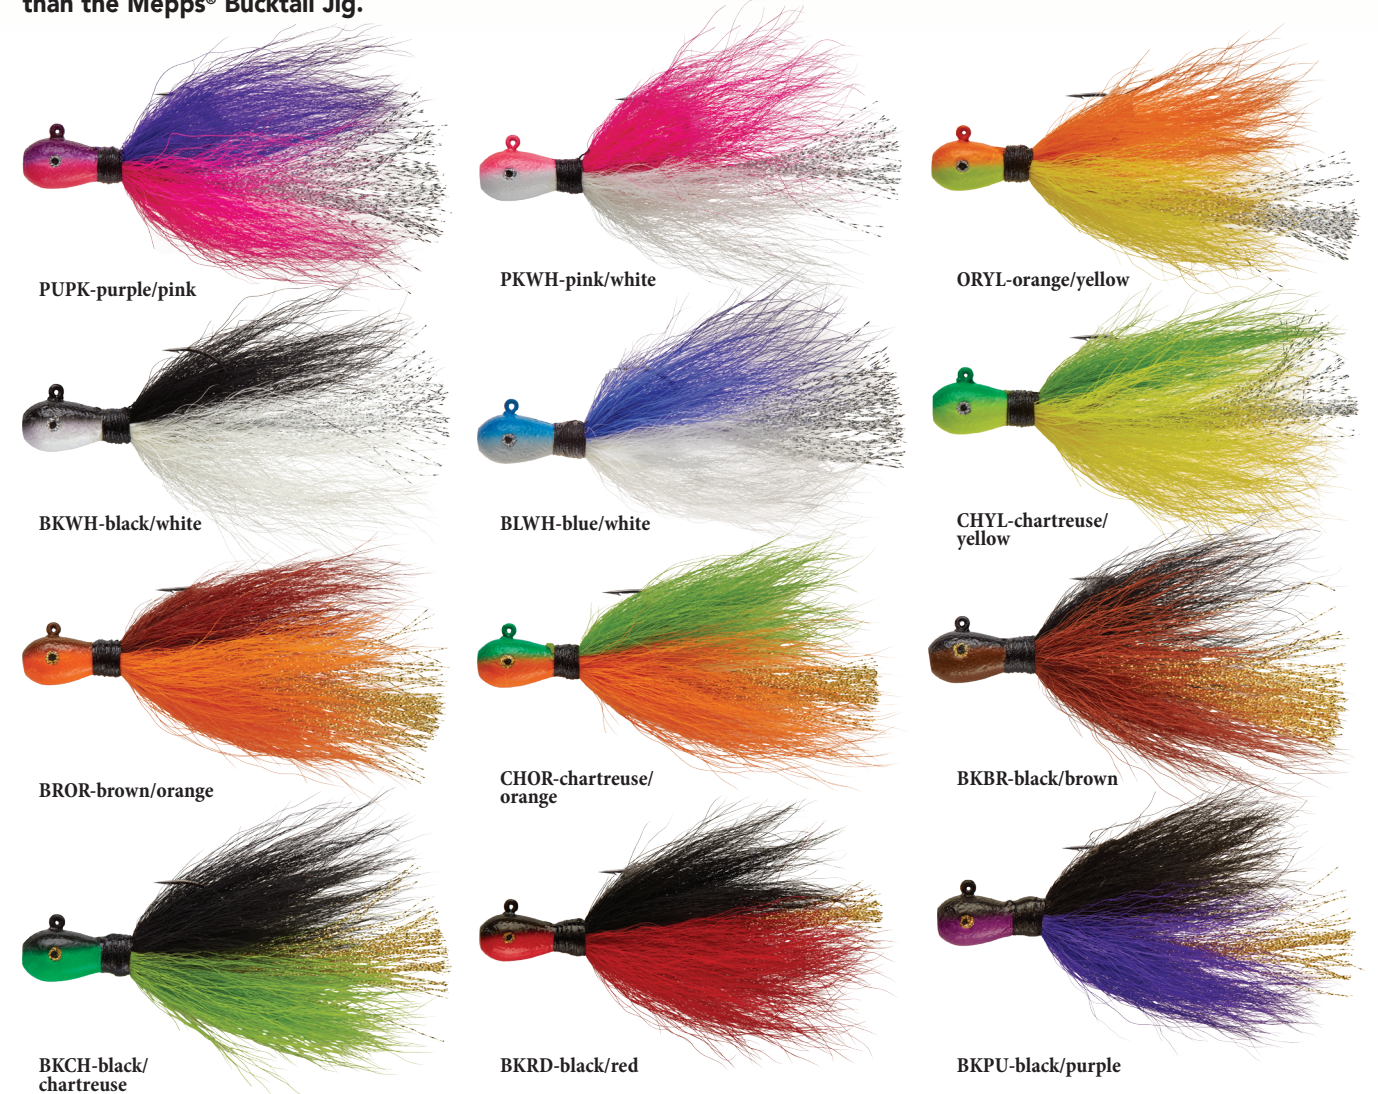 than the Mepps® Bucktail Jig.
PUPK-purple/pink
PKWH-pink/white
ORYL-orange/yellow
BKWH-black/white
BLWH-blue/white
CHYL-chartreuse/
yellow
BROR-brown/orange
CHOR-chartreuse/
orange
BKBR-black/brown
BKCH-black/
chartreuse
BKRD-black/red
BKPU-black/purple